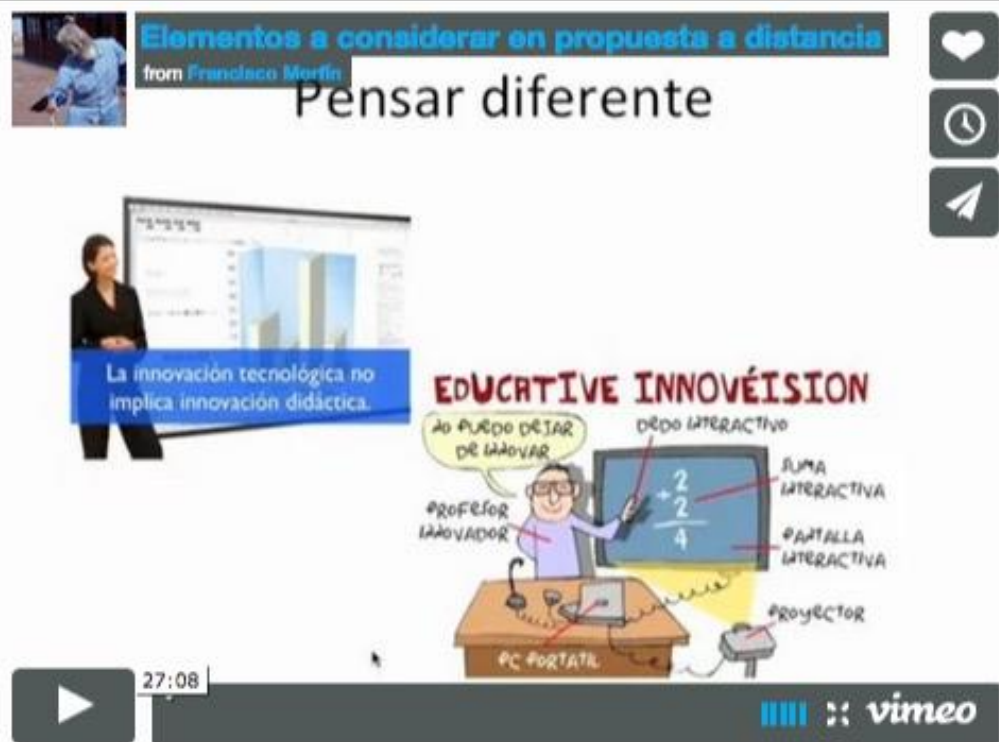 Elementos a considerar en propuesta a distancia
from Francisco Morfin
Pensar diferente
La innovación tecnológica no
implica innovación didáctica.
EDUCATIVE INNOVÉISION
NO PUEDO DEJAR
DE INNOVAR
DEDO INTERACTIVO
PROFESOR
INNOVADOR
2
+ 2
4
SUMA
INTERACTIVA
PANTALLA
INTERACTIVA
PROYECTOR
PC PORTATIL
27:08
vimeo